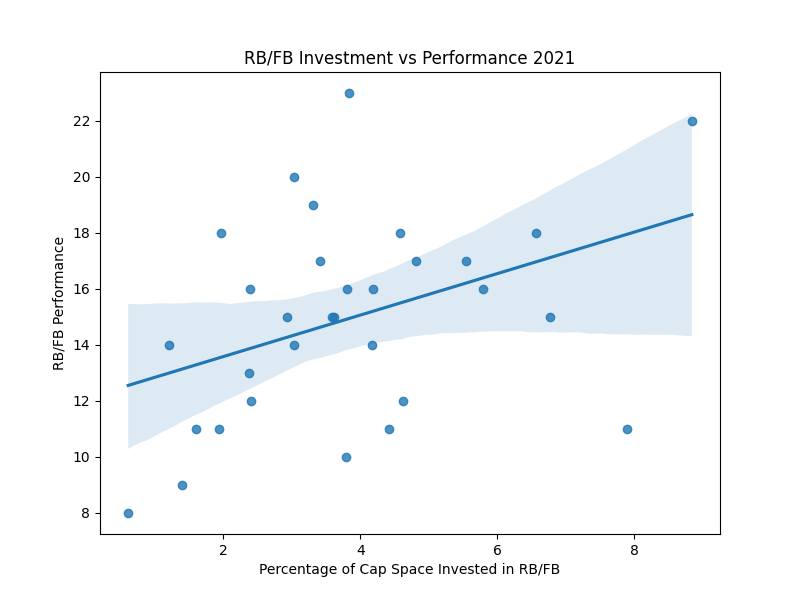 RB/FB Investment vs Performance 2021
RB/FB Performance
22
20
18
16
14
12
10
8
2 4 6 8
Percentage of Cap Space Invested in RB/FB